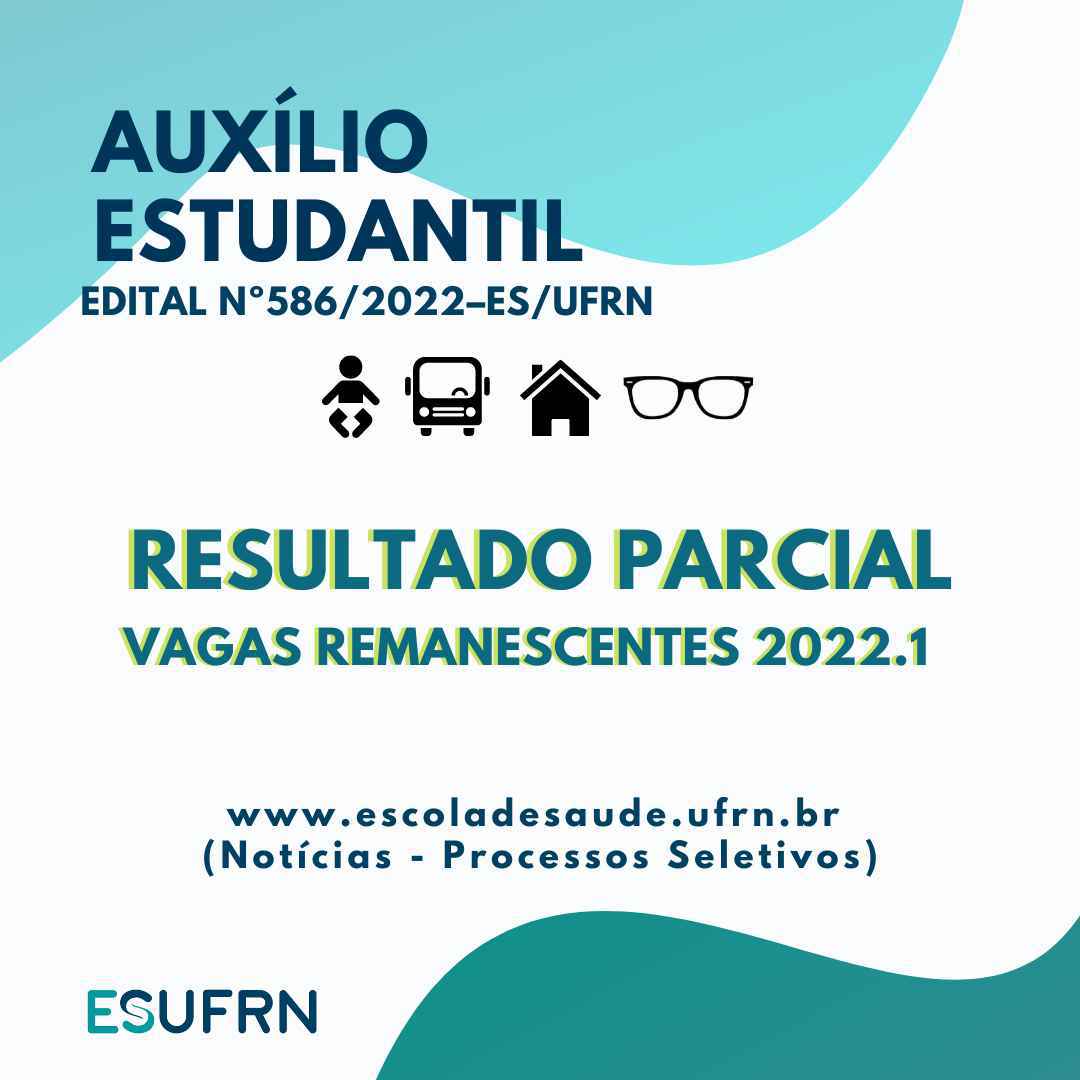 AUXÍLIO
ESTUDANTIL
EDITAL Nº586/2022–ES/UFRN
RESULTADO PARCIAL
VAGAS REMANESCENTES 2022.1
www.escoladesaude.ufrn.br
(Notícias - Processos Seletivos)
ESUFRN